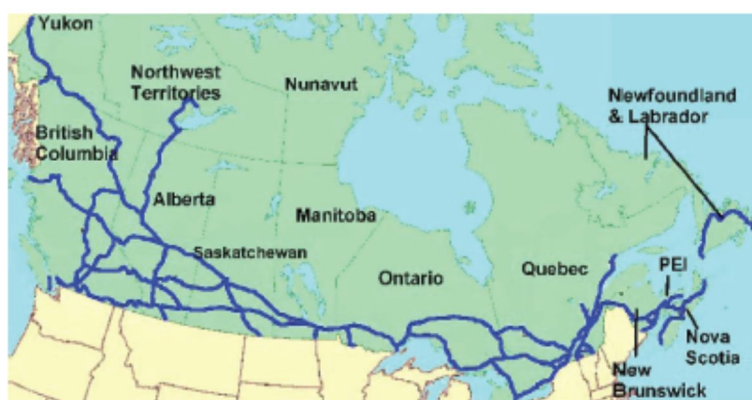 Yukon
Northwest
Territories
Nunavut
Newfoundland
& Labrador
British
Columbia
Alberta
Manitoba
Saskatchewan
Ontario
Quebec
PEI
Nova
Scotia
New
Brunswick